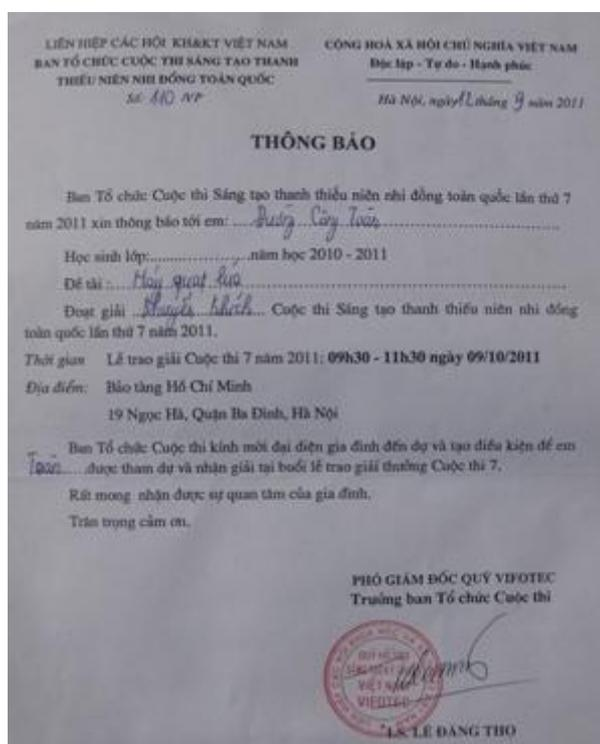 LIÊN HIỆP CÁC HỘI KH&KT VIỆT NAM
BAN TỔ CHỨC CUỘC THI SÁNG TẠO THANH
THIẾU NIÊN NHI ĐỒNG TOÀN QUỐC
Số: 110 NP
CỘNG HOÀ XÃ HỘI CHỦ NGHĨA VIỆT NAM
Độc lập - Tự do - Hạnh phúc
Hà Nội, ngày 12 tháng 9 năm 2011
THÔNG BÁO
Ban Tổ chức Cuộc thi Sáng tạo thanh thiếu niên nhi đồng toàn quốc lần thứ 7
năm 2011 xin thông báo tới em: Công Toàn
Học sinh lớp: năm học 2010 - 2011
Đề tài: Máy quạt lúa
Đoạt giải Khuyến khích Cuộc thi Sáng tạo thanh thiếu niên nhi đồng
toàn quốc lần thứ 7 năm 2011.
Thời gian Lễ trao giải Cuộc thi 7 năm 2011: 09h30 - 11h30 ngày 09/10/2011
Địa điểm: Bảo tàng Hồ Chí Minh
19 Ngọc Hà, Quận Ba Đình, Hà Nội
Ban Tổ chức Cuộc thi kính mời đại diện gia đình đến dự và tạo điều kiện để em
Toàn được tham dự và nhận giải tại buổi lễ trao giải thưởng Cuộc thi 7.
Rất mong nhận được sự quan tâm của gia đình.
Trân trọng cảm ơn.
PHÓ GIÁM ĐỐC QUỸ VIFOTEC
Trưởng ban Tổ chức Cuộc thi
VIỆT NAM
VIFOTEC
TS. LÊ ĐĂNG THỌ